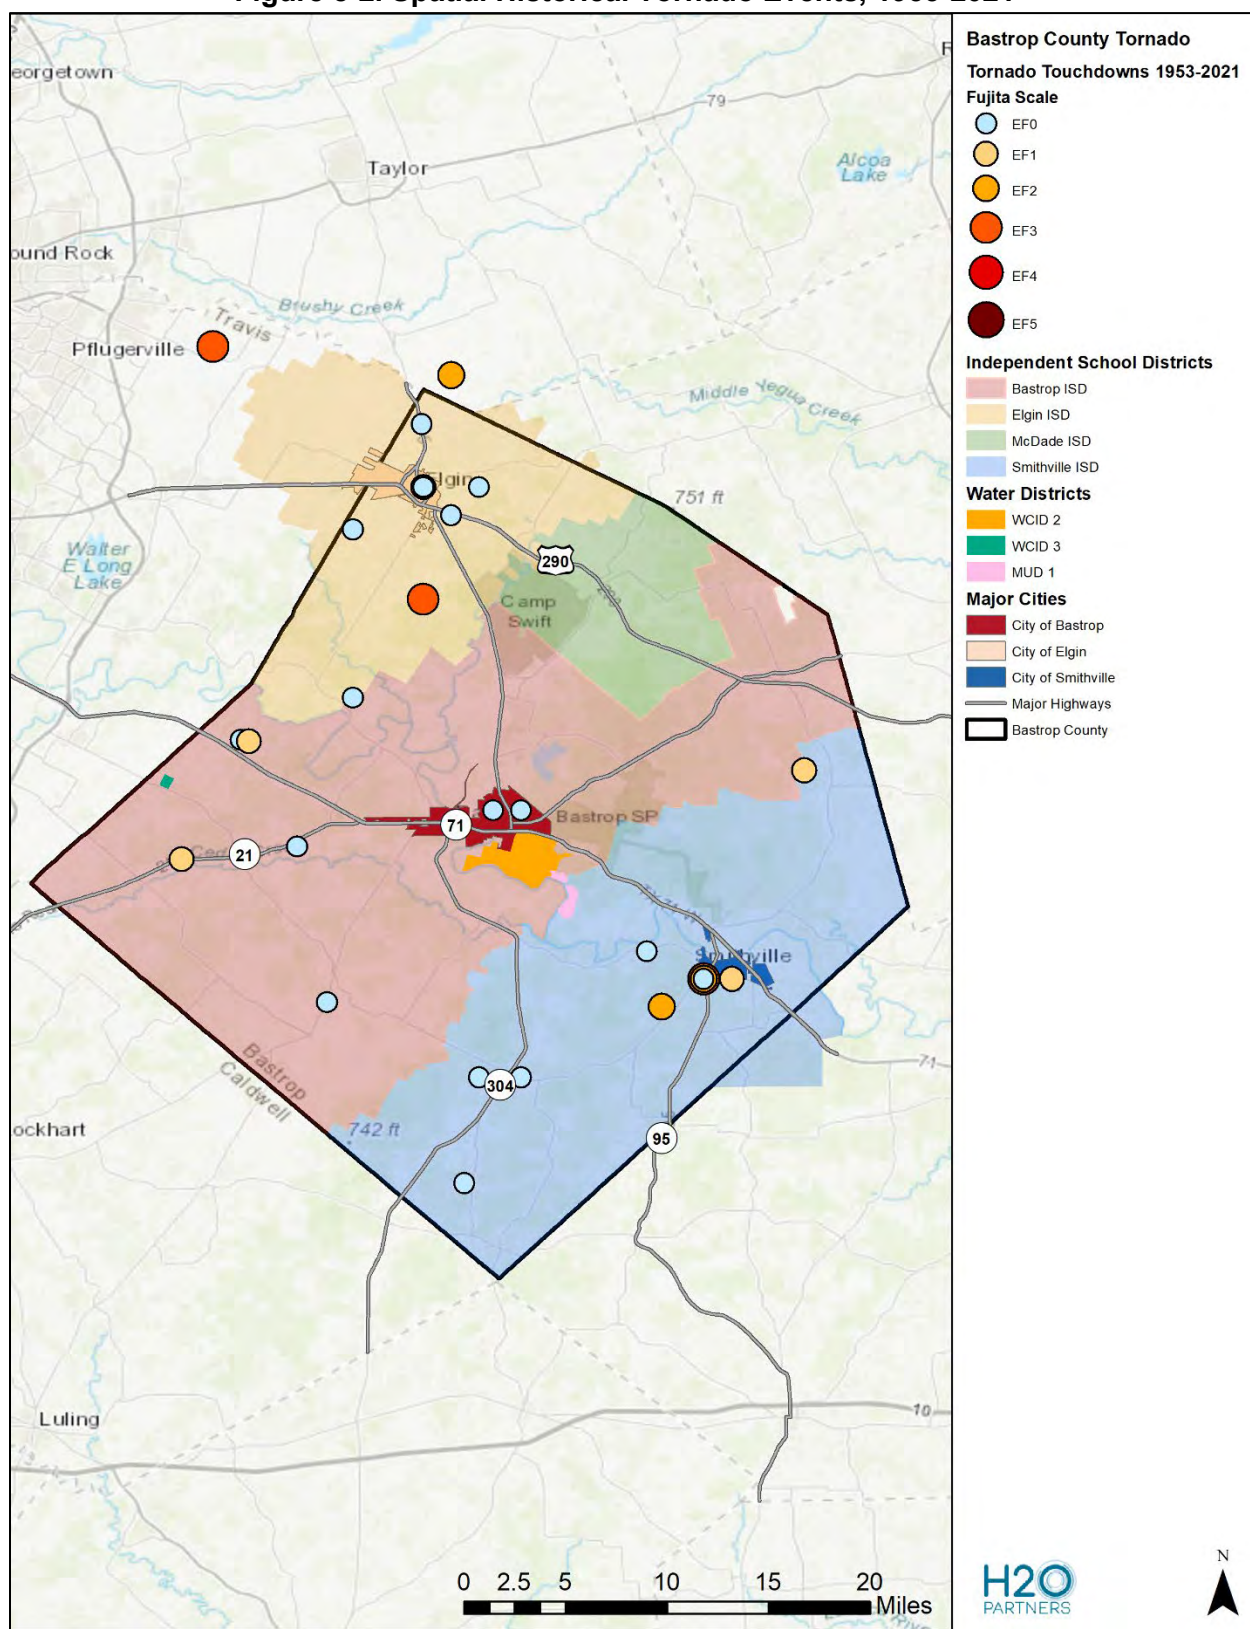 Bastrop County Tornado
Tornado Touchdowns 1953-2021
Fujita Scale
EF0
EF1
EF2
EF3
EF4
EF5
Independent School Districts
Bastrop ISD
Elgin ISD
McDade ISD
Smithville ISD
Water Districts
WCID 2
WCID 3
MUD 1
Major Cities
City of Bastrop
City of Elgin
City of Smithville
Major Highways
Bastrop County
eorgetown
79
Taylor
Alcoa
Lake
ound Rock
Brushy Creek
Travis
Pflugerville
Middle Yegua Creek
Elgin
751 ft
Walter
E Long
Lake
290
290
Camp
Swift
Bastrop SP
71
21
TX 71 W
Smithville
304
Bastrop
Caldwell
742 ft
ockhart
71
95
Luling
10
0 2.5 5 10 15 20
Miles
H2O
PARTNERS
N